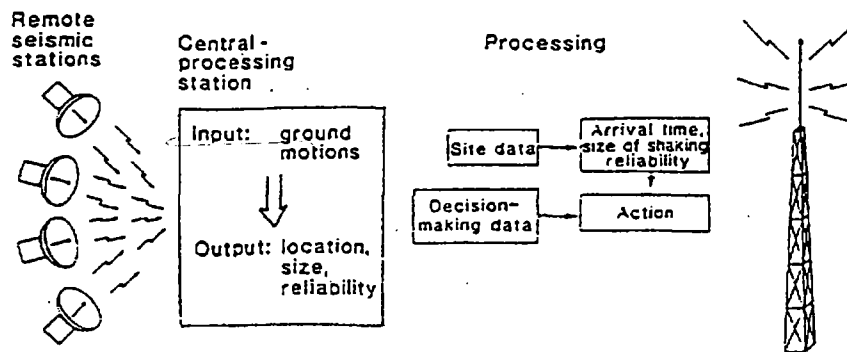 Remote
seismic
stations
Central-
processing
station
Input: ground
motions
Output: location,
size,
reliability
Processing
Site data
Arrival time,
size of shaking
reliability
Decision-
making data
Action